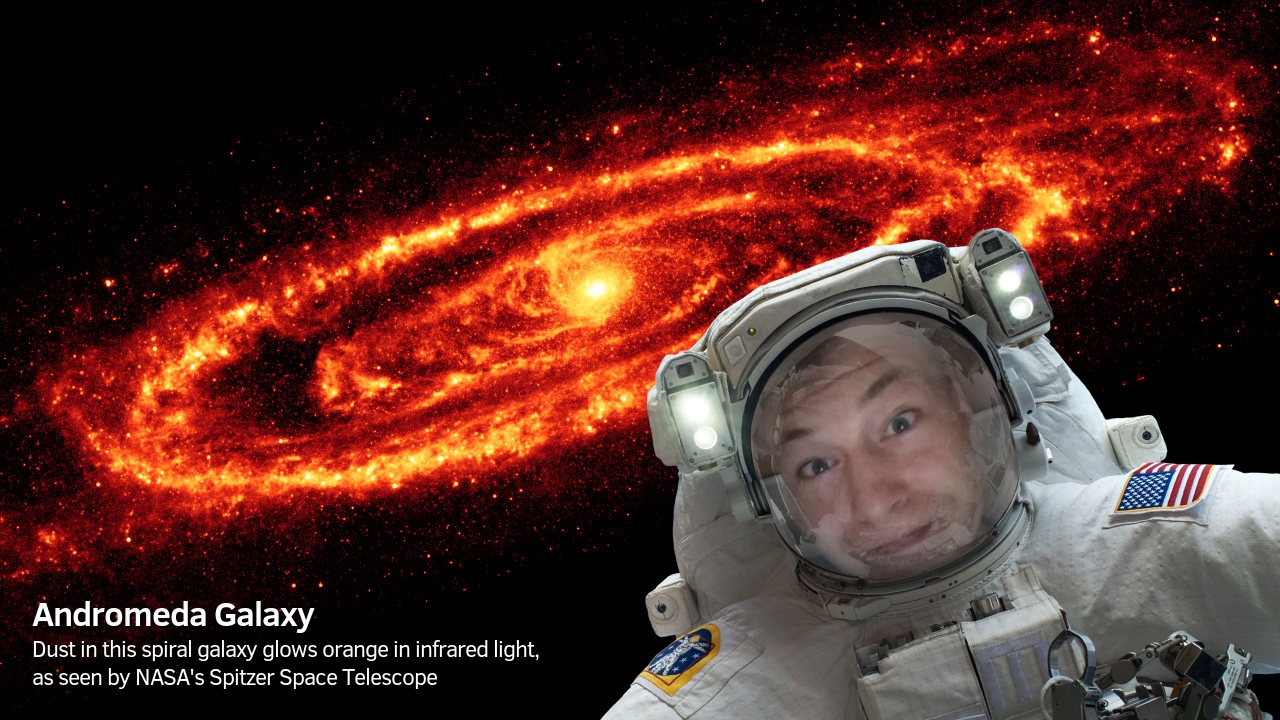 Andromeda Galaxy
Dust in this spiral galaxy glows orange in infrared light,
as seen by NASA's Spitzer Space Telescope